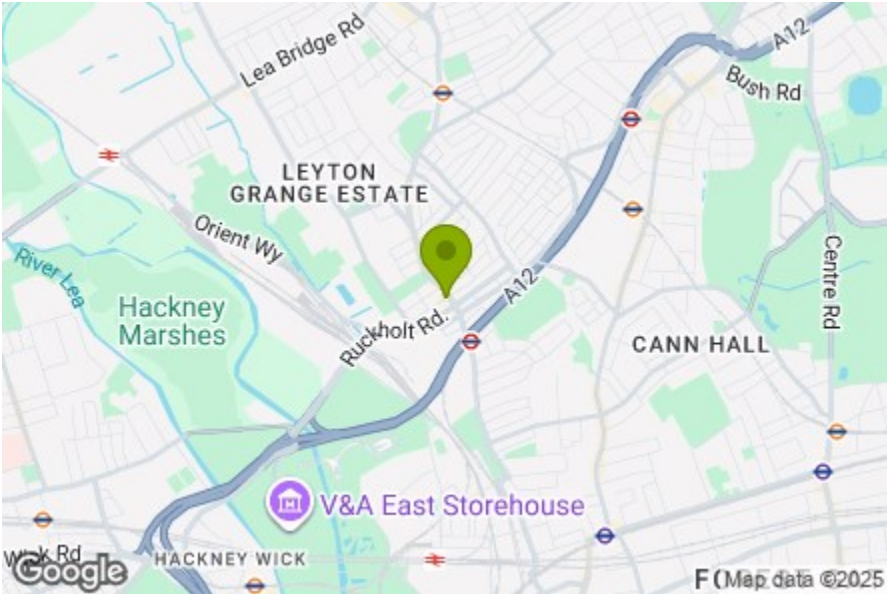 A12
Lea Bridge Rd
Bush Rd
LEYTON
GRANGE ESTATE
Orient Wy
River Lea
Centre Rd
A12
Hackney
Marshes
Ruckholt Rd.
CANN HALL
V&A East Storehouse
Wick Rd
HACKNEY WICK
Google
Map data ©2025